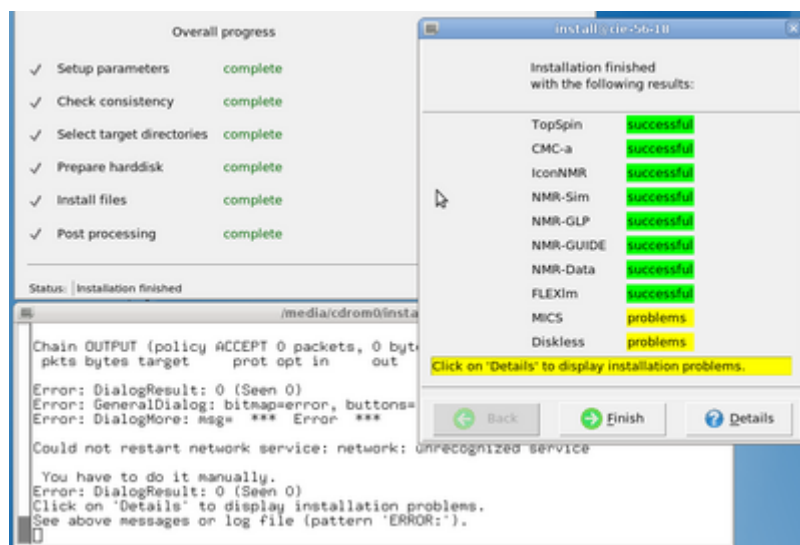 Overall progress
Setup parameters complete
Check consistency complete
Select target directories complete
Prepare harddisk complete
Install files complete
Post processing complete
Status: Installation finished
install@cie-56-18
Installation finished
with the following results:
TopSpin successful
CMC-a successful
IconNMR successful
NMR-Sim successful
NMR-GLP successful
NMR-GUIDE successful
NMR-Data successful
FLEXlm successful
MICS problems
Diskless problems
Click on 'Details' to display installation problems.
Back Finish Details
/media/cdrom0/insta
Chain OUTPUT (policy ACCEPT 0 packets, 0 byt
pkts bytes target prot opt in out
Error: DialogResult: 0 (Seen 0)
Error: GeneralDialog: bitmap=error, buttons=
Error: DialogMore: msg= *** Error ***
Could not restart network service: network: unrecognized service
You have to do it manually.
Error: DialogResult: 0 (Seen 0)
Click on 'Details' to display installation problems.
See above messages or log file (pattern 'ERROR:').